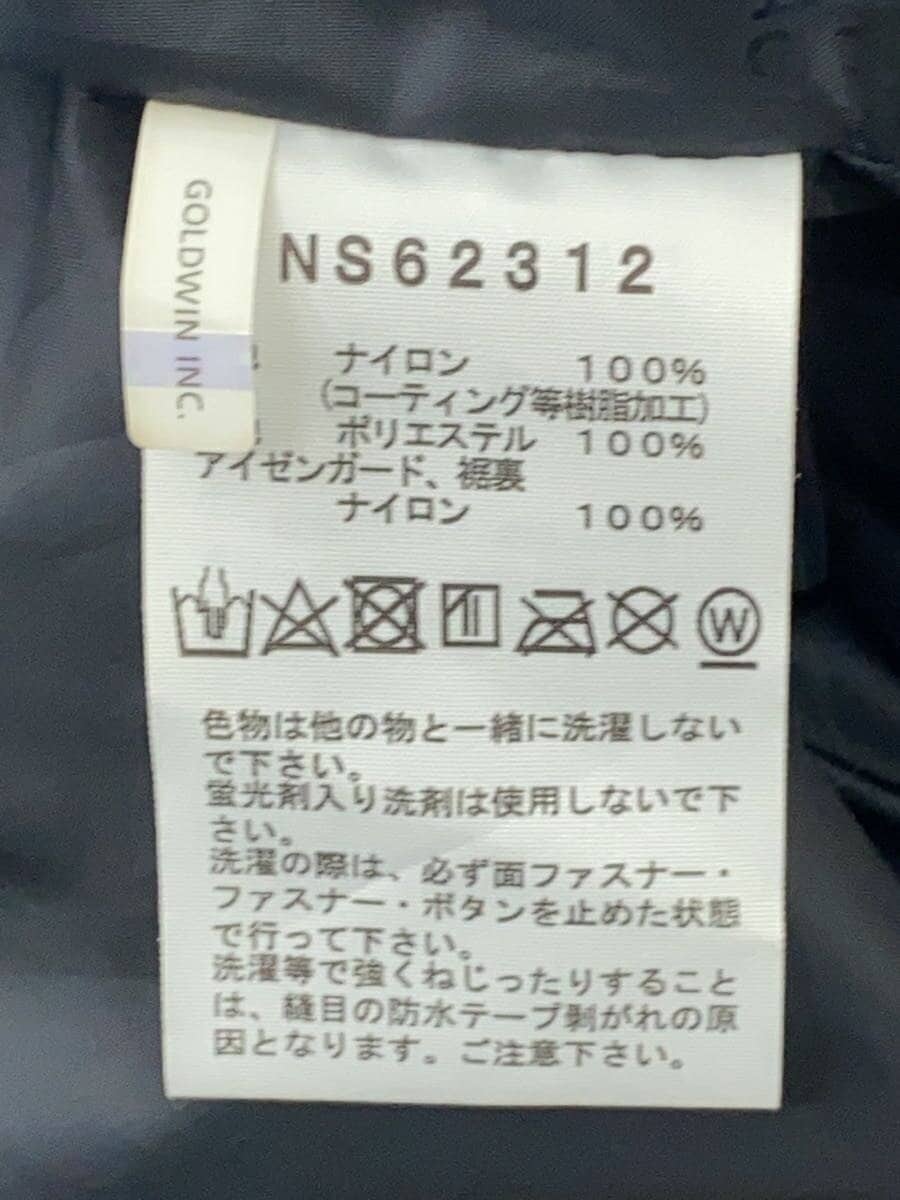 GOLDWIN INC.
NS62312
ナイロン 100%
(コーティング等樹脂加工)
ポリエステル 100%
アイゼンガード、裾裏
ナイロン 100%
W
色物は他の物と一緒に洗濯しない
で下さい。
蛍光剤入り洗剤は使用しないで下
さい。
洗濯の際は、必ず面ファスナー・
ファスナー・ボタンを止めた状態
で行って下さい。
洗濯等で強くねじったりすること
は、縫目の防水テープ剥がれの原
因となります。ご注意下さい。